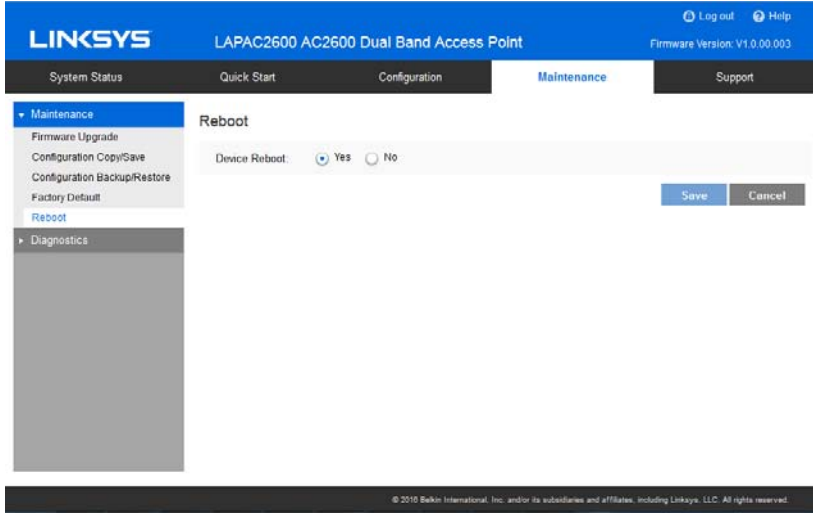 Log out Help
LINKSYS LAPAC2600 AC2600 Dual Band Access Point Firmware Version: V1.0.00.003
System Status Quick Start Configuration Maintenance Support
Maintenance
Firmware Upgrade
Configuration Copy/Save
Configuration Backup/Restore
Factory Default
Reboot
Diagnostics
Reboot
Device Reboot: Yes No
Save Cancel
© 2016 Belkin International, Inc. and/or its subsidiaries and affiliates, including Linksys, LLC. All rights reserved.